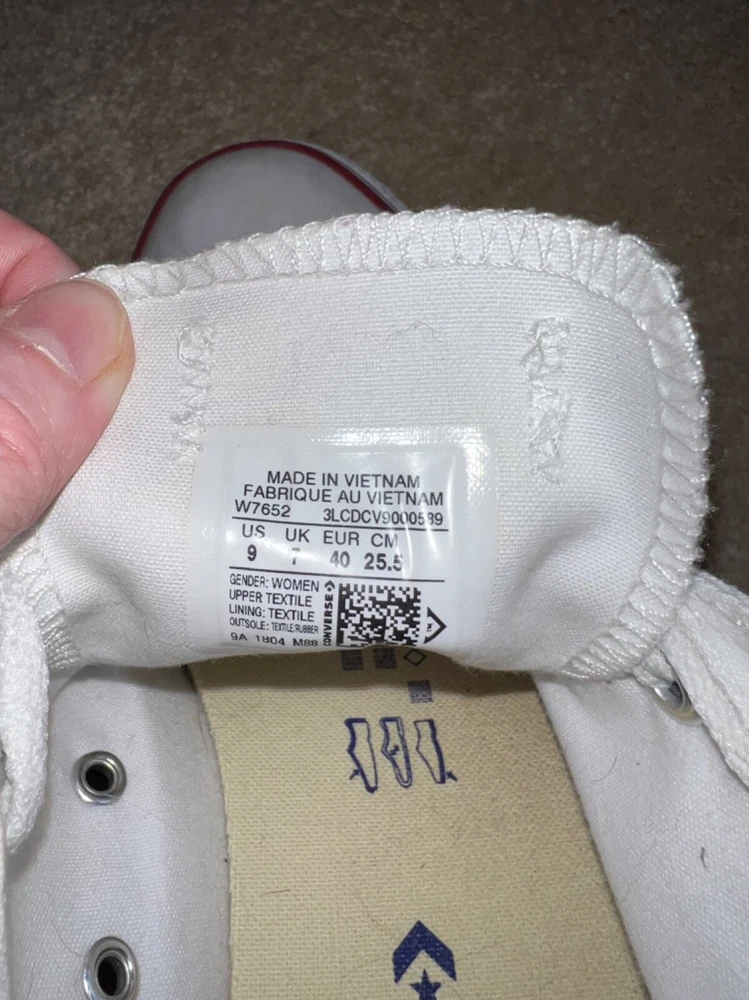 MADE IN VIETNAM
FABRIQUE AU VIETNAM
W7652 3LCDCV9000589
US UK EUR CM
9 7 40 25.5
GENDER: WOMEN
UPPER TEXTILE
LINING: TEXTILE
OUTSOLE: TEXTILE/RUBBER
9A 1804 M88
CONVERSE